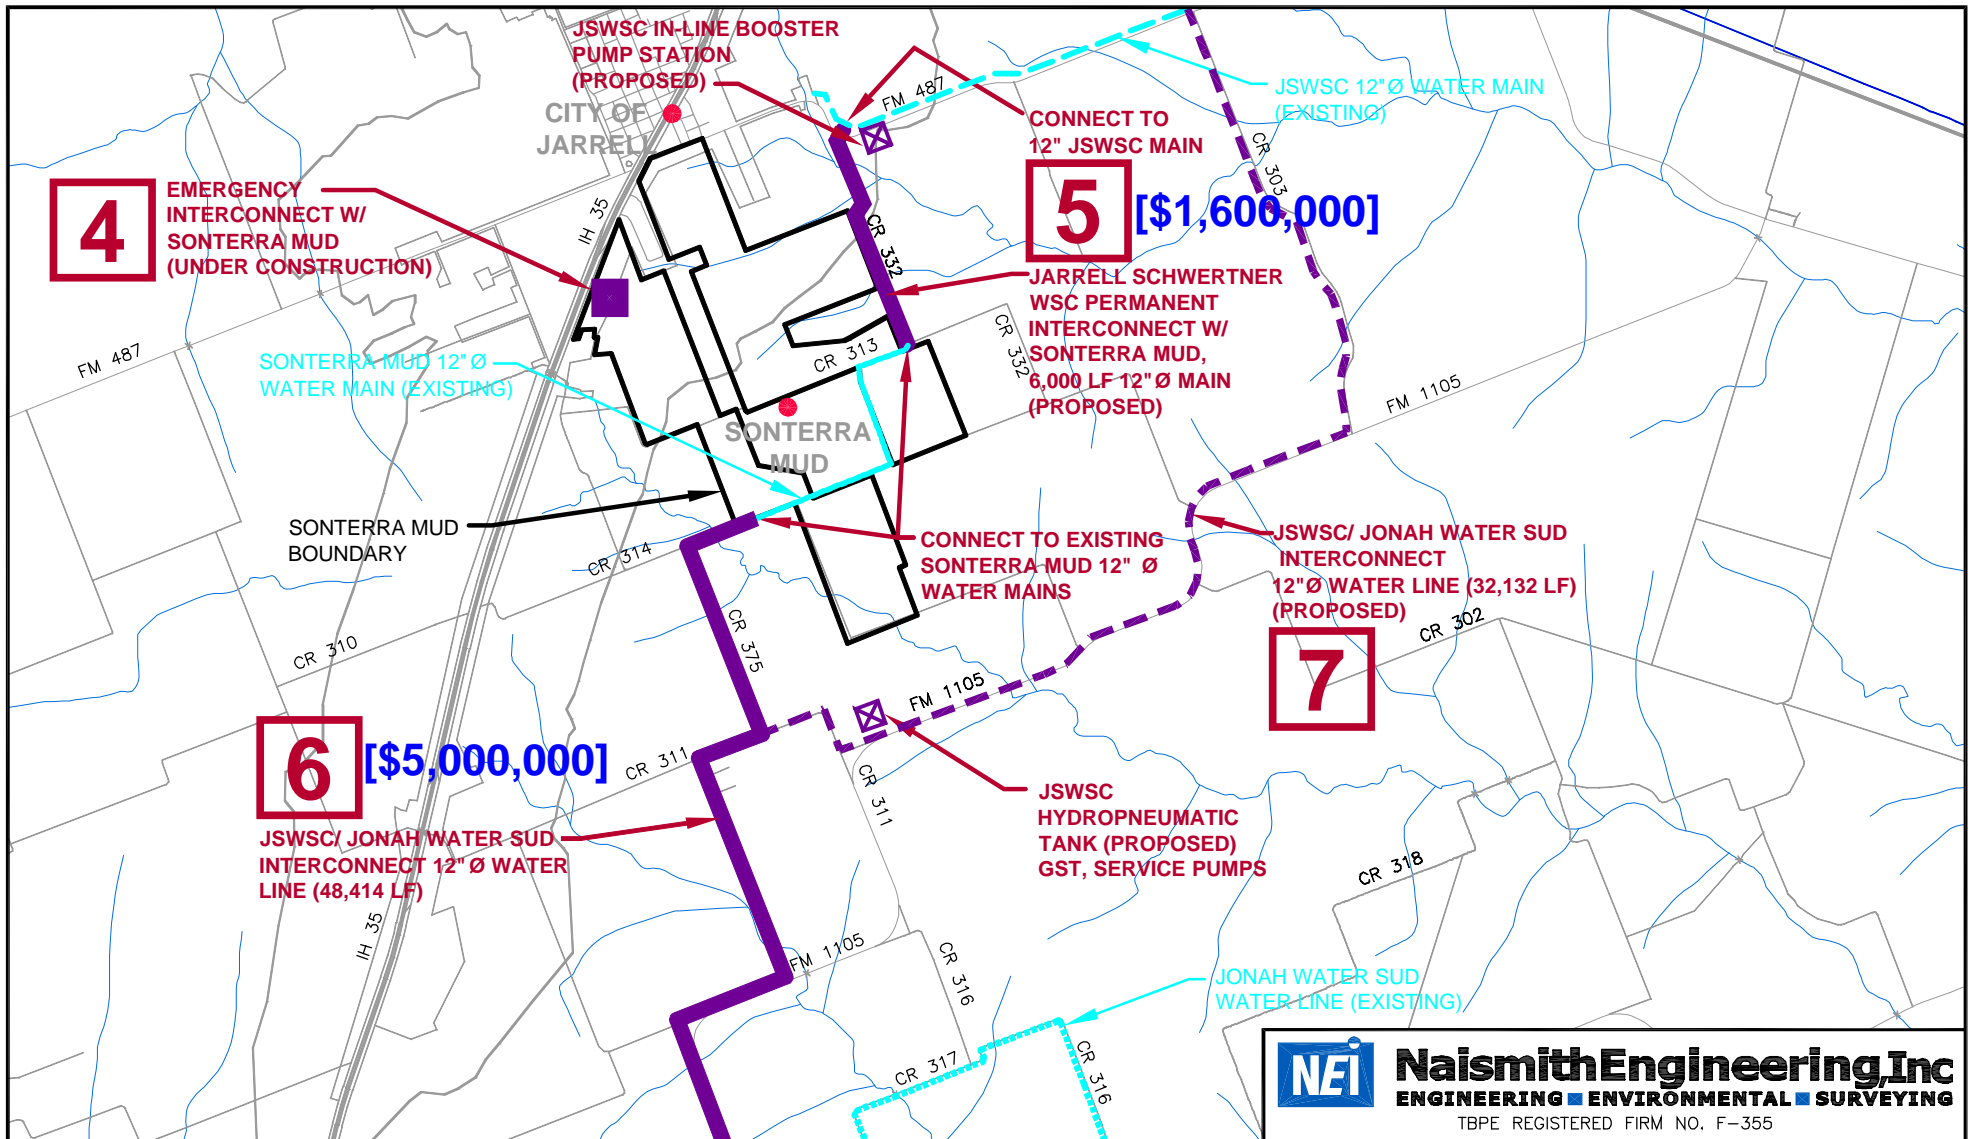 JSWSC IN-LINE BOOSTER
PUMP STATION
(PROPOSED)
CITY OF
JARRELL
FM 487
JSWSC 12"Ø WATER MAIN
(EXISTING)
CONNECT TO
12" JSWSC MAIN
CR 303
4
EMERGENCY
INTERCONNECT W/
SONTERRA MUD
(UNDER CONSTRUCTION)
IH 35
5
[$1,600,000]
CR 332
JARRELL SCHWERTNER
WSC PERMANENT
INTERCONNECT W/
SONTERRA MUD,
6,000 LF 12"Ø MAIN
(PROPOSED)
FM 487
SONTERRA MUD 12"Ø
WATER MAIN (EXISTING)
CR 313
CR 332
FM 1105
SONTERRA
MUD
SONTERRA MUD
BOUNDARY
CR 314
CONNECT TO EXISTING
SONTERRA MUD 12" Ø
WATER MAINS
JSWSC/ JONAH WATER SUD
INTERCONNECT
12"Ø WATER LINE (32,132 LF)
(PROPOSED)
CR 302
7
CR 310
CR 375
FM 1105
6
[$5,000,000]
CR 311
CR 311
JSWSC/ JONAH WATER SUD
INTERCONNECT 12"Ø WATER
LINE (48,414 LF)
JSWSC
HYDROPNEUMATIC
TANK (PROPOSED)
GST, SERVICE PUMPS
CR 318
IH 35
FM 1105
CR 316
JONAH WATER SUD
WATER LINE (EXISTING)
CR 317
CR 316
NEI
NaismithEngineering,Inc
ENGINEERING ■ ENVIRONMENTAL ■ SURVEYING
TBPE REGISTERED FIRM NO. F-355